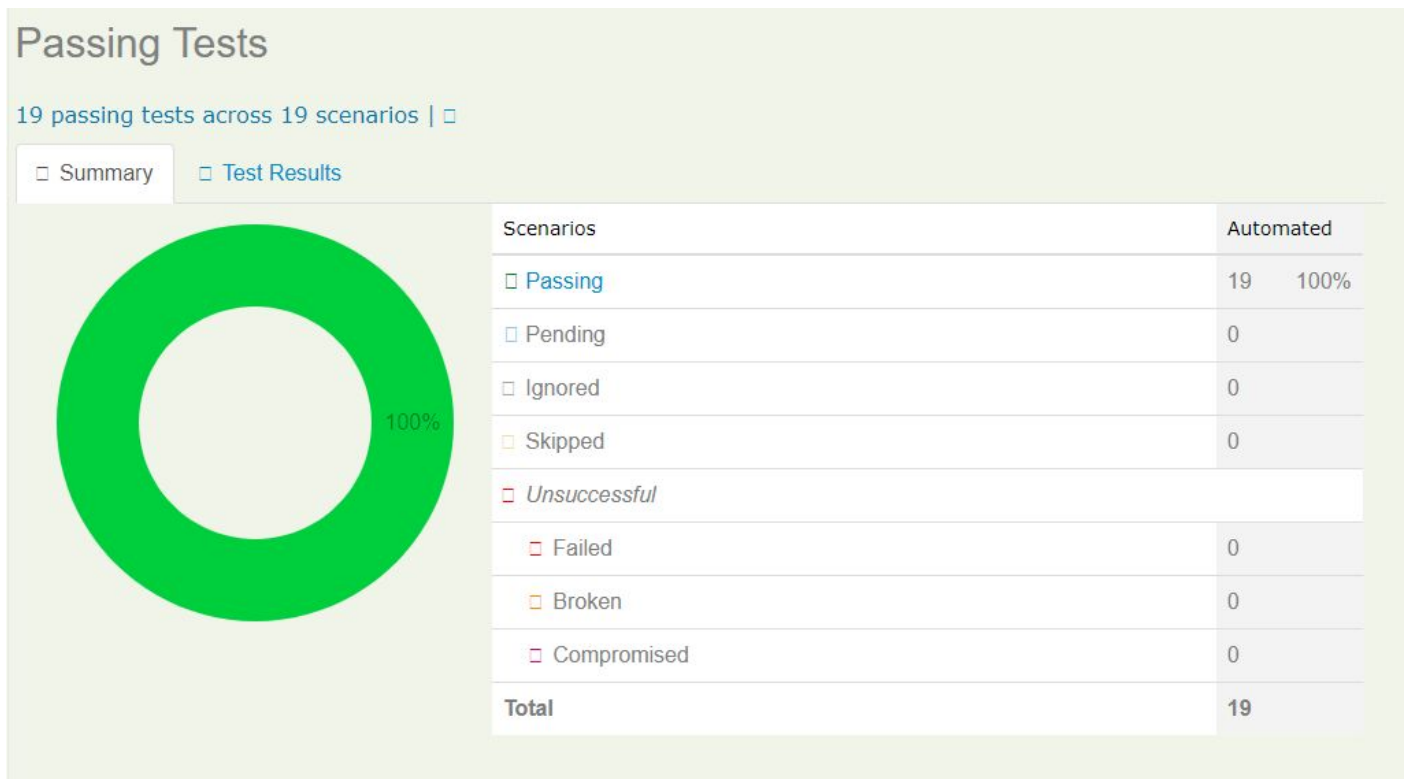 Passing Tests
19 passing tests across 19 scenarios |
Summary Test Results
100%
Scenarios Automated
Passing 19 100%
Pending 0
Ignored 0
Skipped 0
Unsuccessful
Failed 0
Broken 0
Compromised 0
Total 19